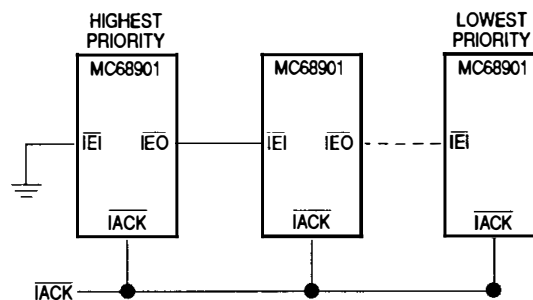 HIGHEST
PRIORITY
LOWEST
PRIORITY
MC68901
MC68901
MC68901
IEI
IEO
IEI
IEO
IEI
IACK
IACK
IACK
IACK